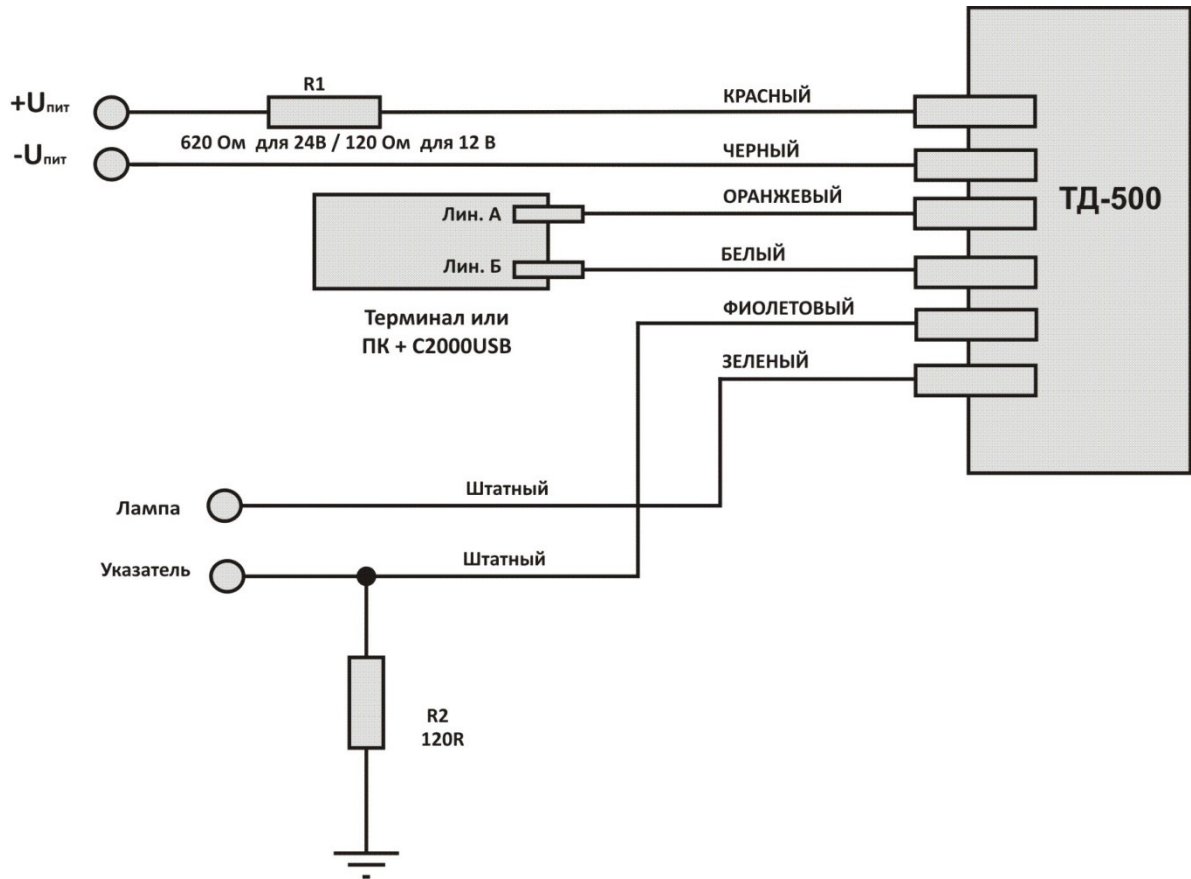 R1
+Uпит
КРАСНЫЙ
620 Ом для 24В / 120 Ом для 12 В
-Uпит
ЧЕРНЫЙ
ТД-500
ОРАНЖЕВЫЙ
Лин. А
БЕЛЫЙ
Лин. Б
ФИОЛЕТОВЫЙ
Терминал или
ПК + С2000USB
ЗЕЛЕНЫЙ
Штатный
Лампа
Штатный
Указатель
R2
120R